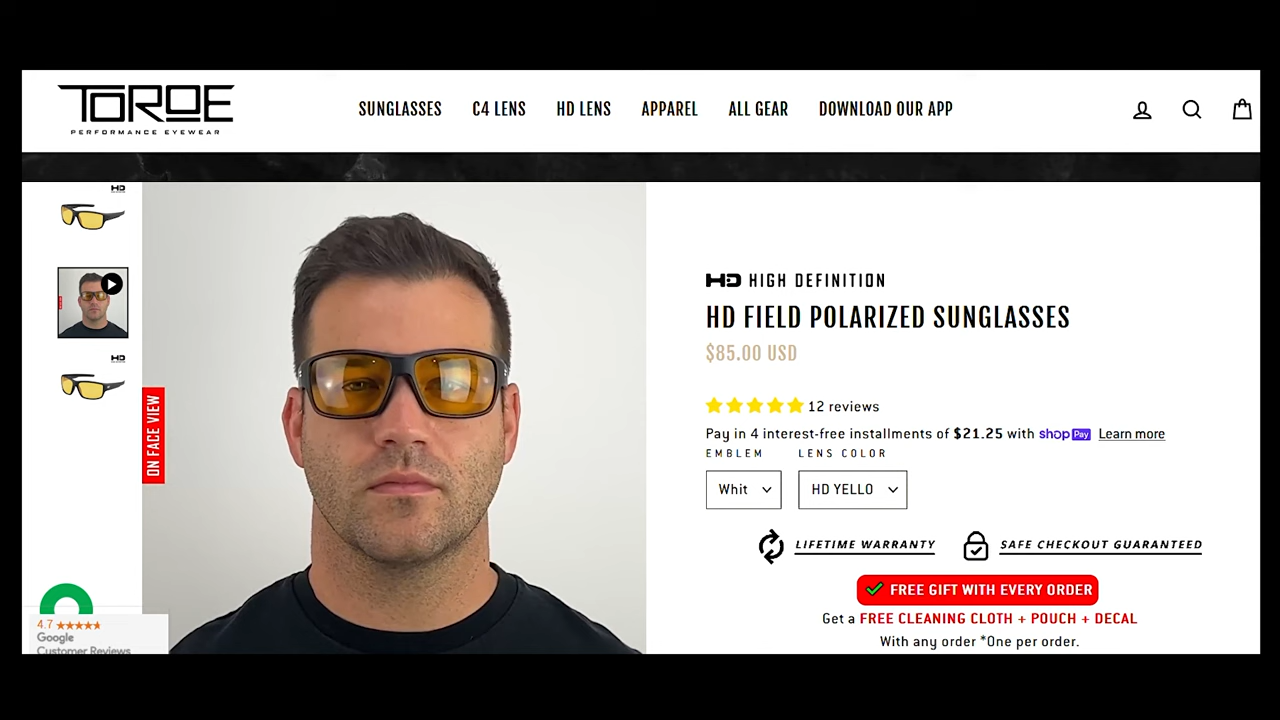 TOROE
PERFORMANCE EYEWEAR
SUNGLASSES C4 LENS HD LENS APPAREL ALL GEAR DOWNLOAD OUR APP
HD
HD
ON FACE VIEW
HD HIGH DEFINITION
HD FIELD POLARIZED SUNGLASSES
$85.00 USD
12 reviews
Pay in 4 interest-free installments of $21.25 with shop Pay Learn more
EMBLEM LENS COLOR
Whit HD YELLO
LIFETIME WARRANTY SAFE CHECKOUT GUARANTEED
FREE GIFT WITH EVERY ORDER
Get a FREE CLEANING CLOTH + POUCH + DECAL
With any order *One per order.
4.7
Google
Customer Reviews